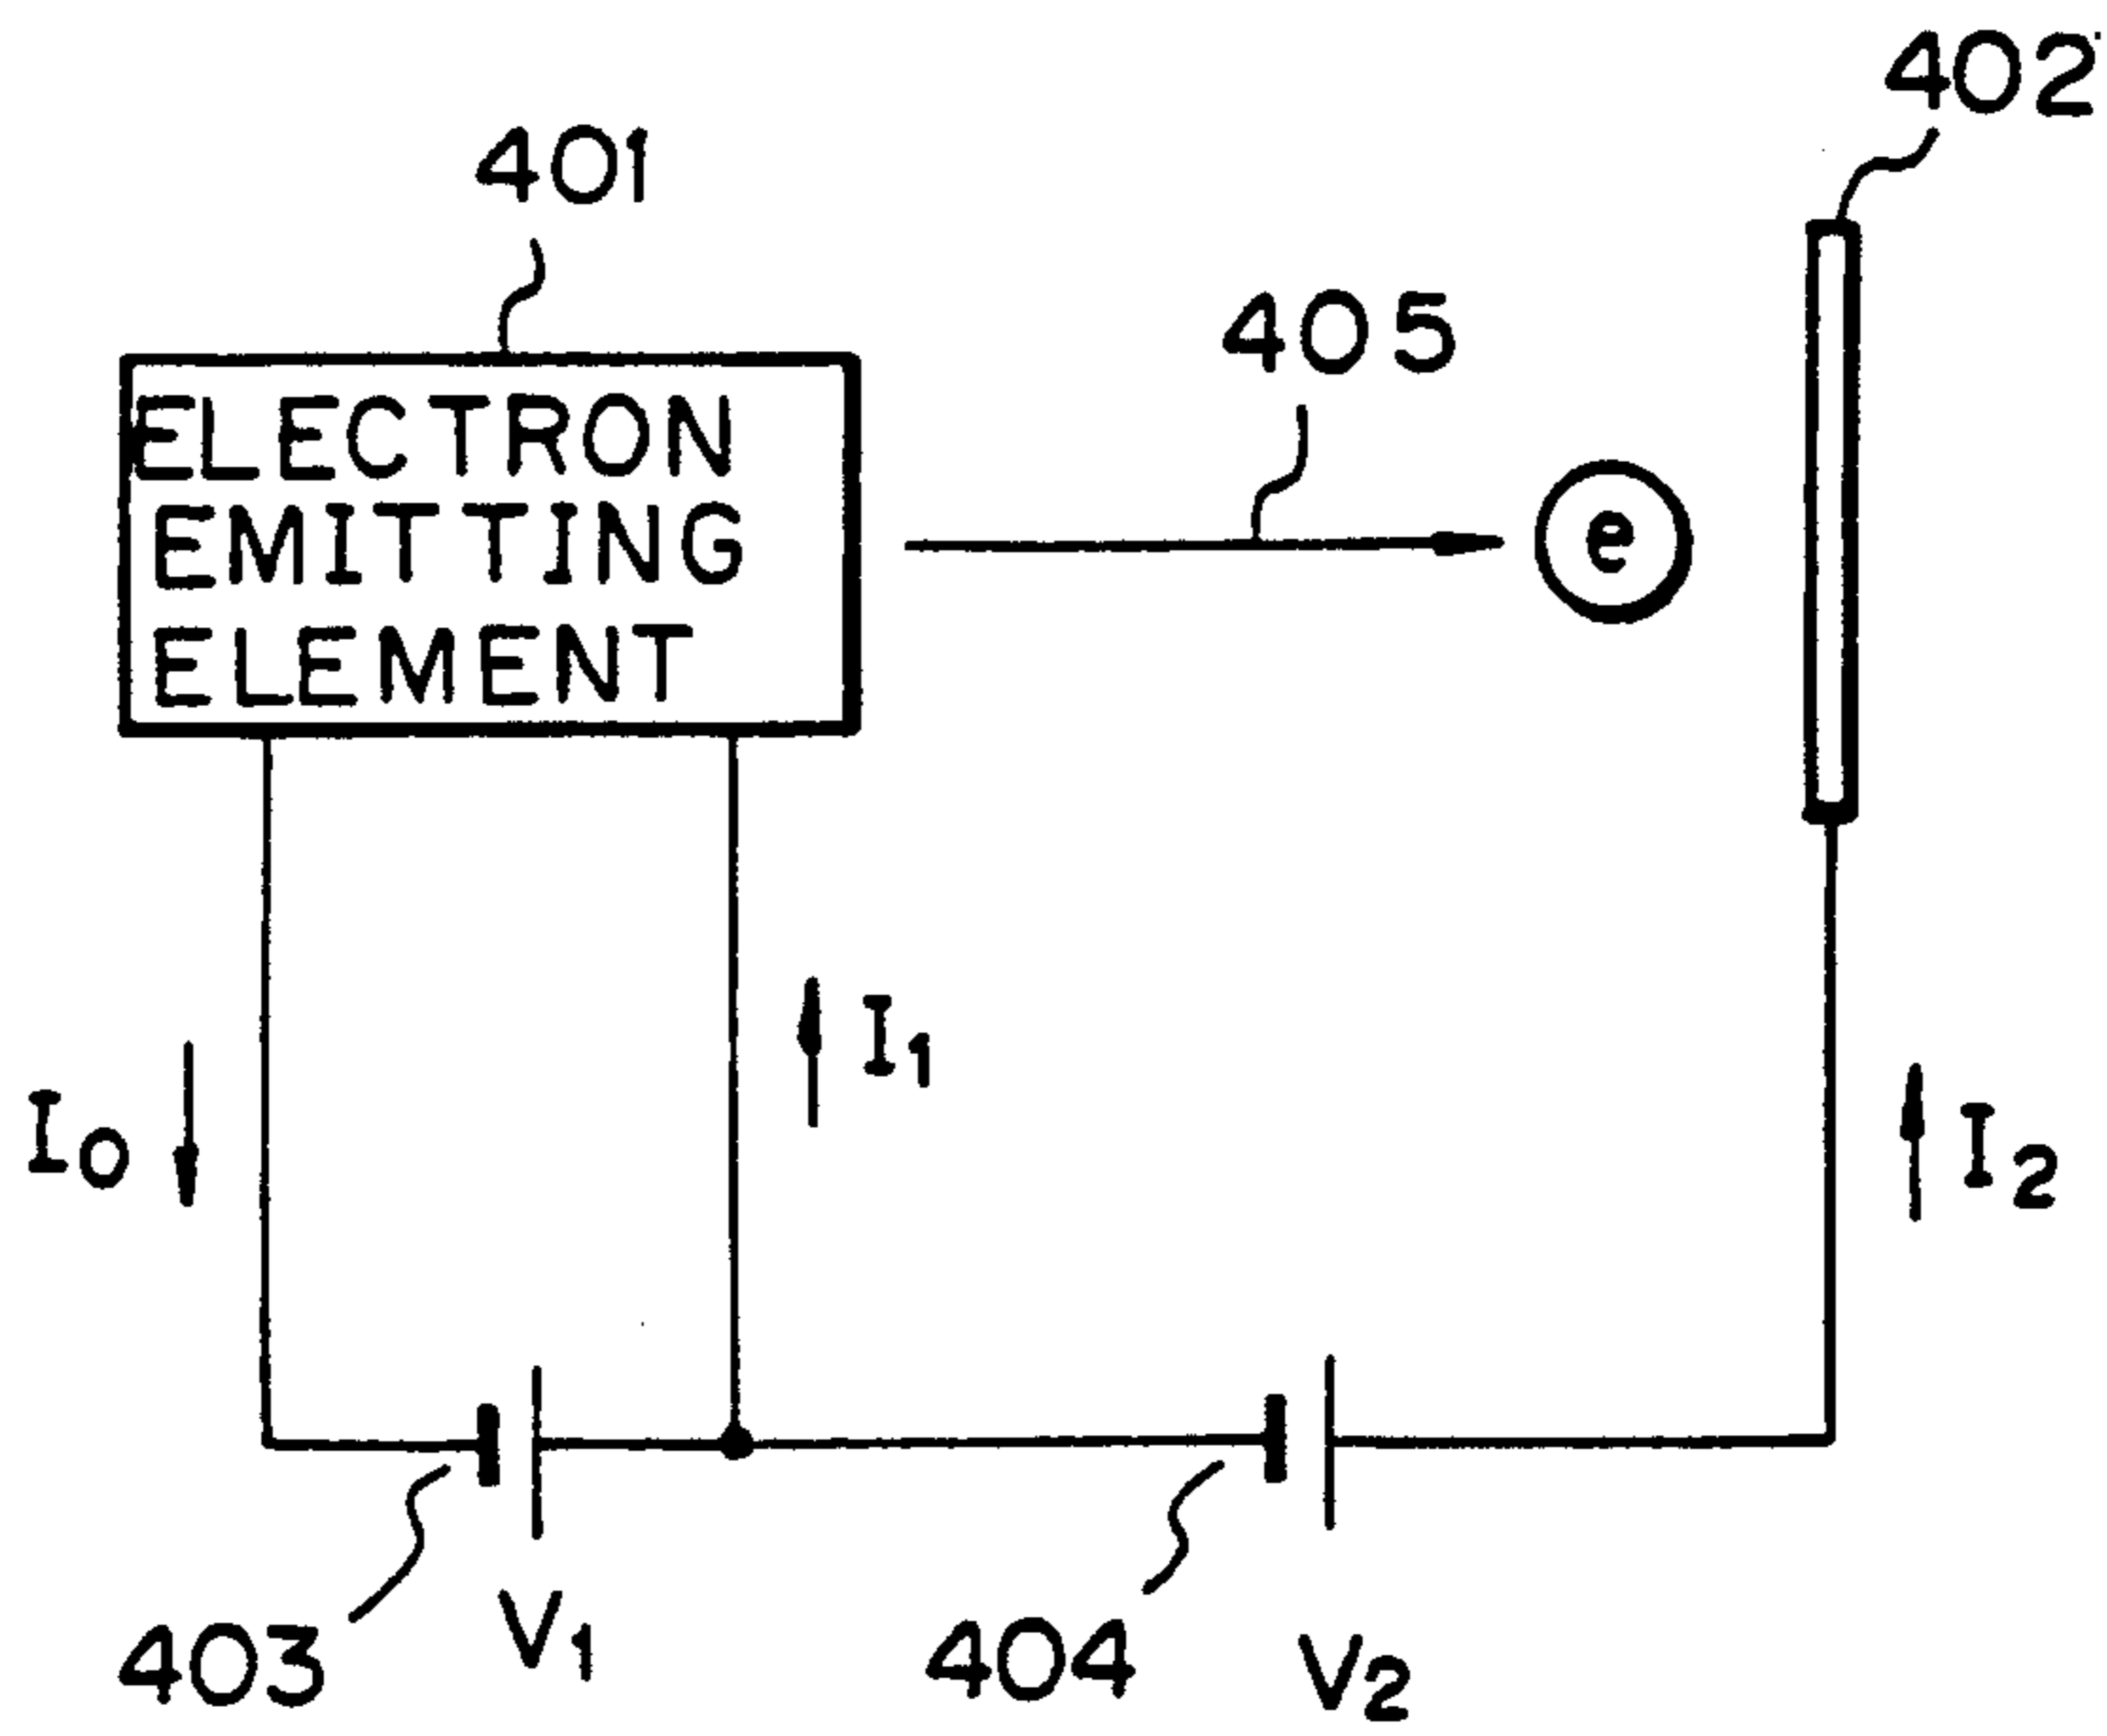 402
401
405
ELECTRON
EMITTING
ELEMENT
e
I1
I0
I2
403
V1
404
V2